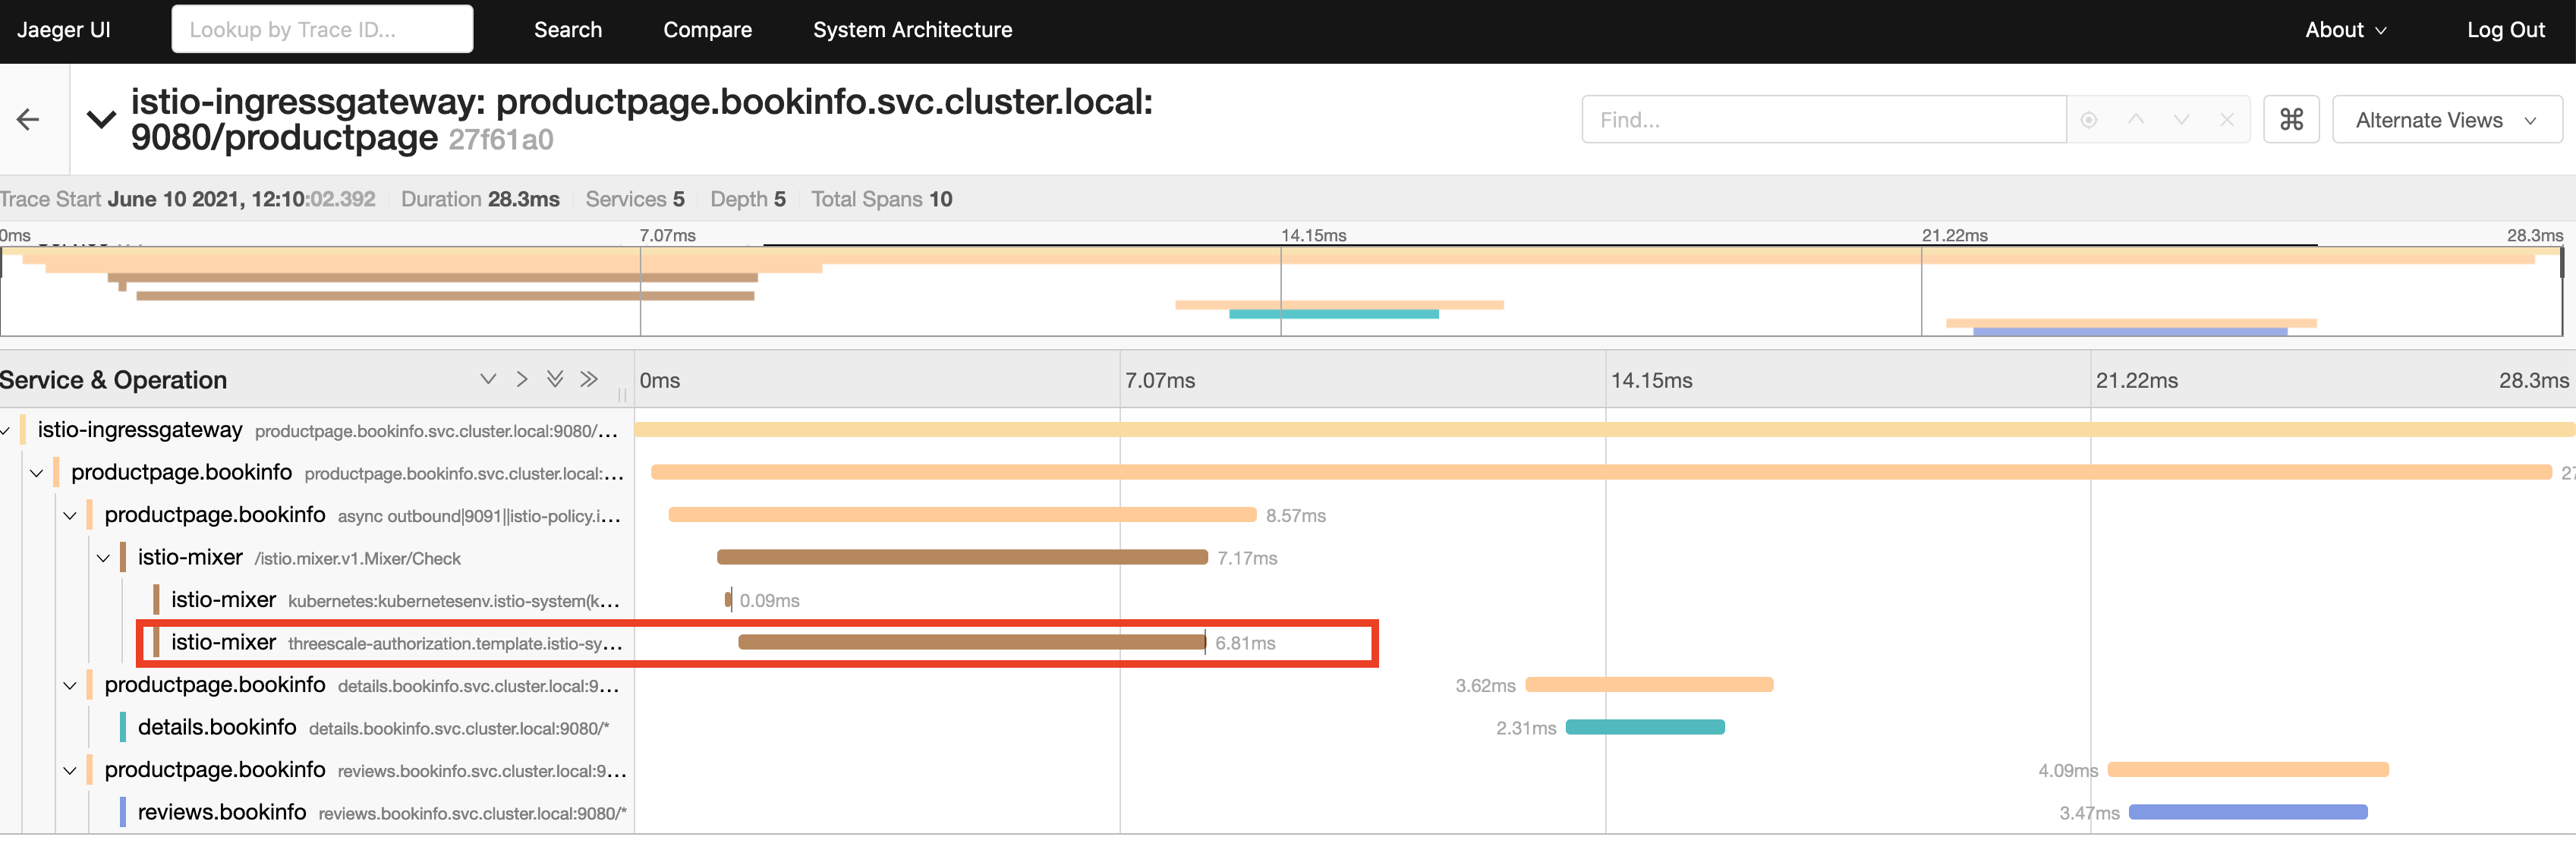 Jaeger UI Lookup by Trace ID... Search Compare System Architecture About Log Out
istio-ingressgateway: productpage.bookinfo.svc.cluster.local:
9080/productpage 27f61a0
Find... ⌘ Alternate Views
Trace Start June 10 2021, 12:10:02.392 Duration 28.3ms Services 5 Depth 5 Total Spans 10
0ms 7.07ms 14.15ms 21.22ms 28.3ms
Service & Operation 0ms 7.07ms 14.15ms 21.22ms 28.3ms
istio-ingressgateway productpage.bookinfo.svc.cluster.local:9080/...
productpage.bookinfo productpage.bookinfo.svc.cluster.local:... 27
productpage.bookinfo async outbound|9091||istio-policy.i... 8.57ms
istio-mixer /istio.mixer.v1.Mixer/Check 7.17ms
istio-mixer kubernetes:kubernetesenv.istio-system(k... 0.09ms
istio-mixer threescale-authorization.template.istio-sy... 6.81ms
productpage.bookinfo details.bookinfo.svc.cluster.local:9... 3.62ms
details.bookinfo details.bookinfo.svc.cluster.local:9080/* 2.31ms
productpage.bookinfo reviews.bookinfo.svc.cluster.local:9... 4.09ms
reviews.bookinfo reviews.bookinfo.svc.cluster.local:9080/* 3.47ms